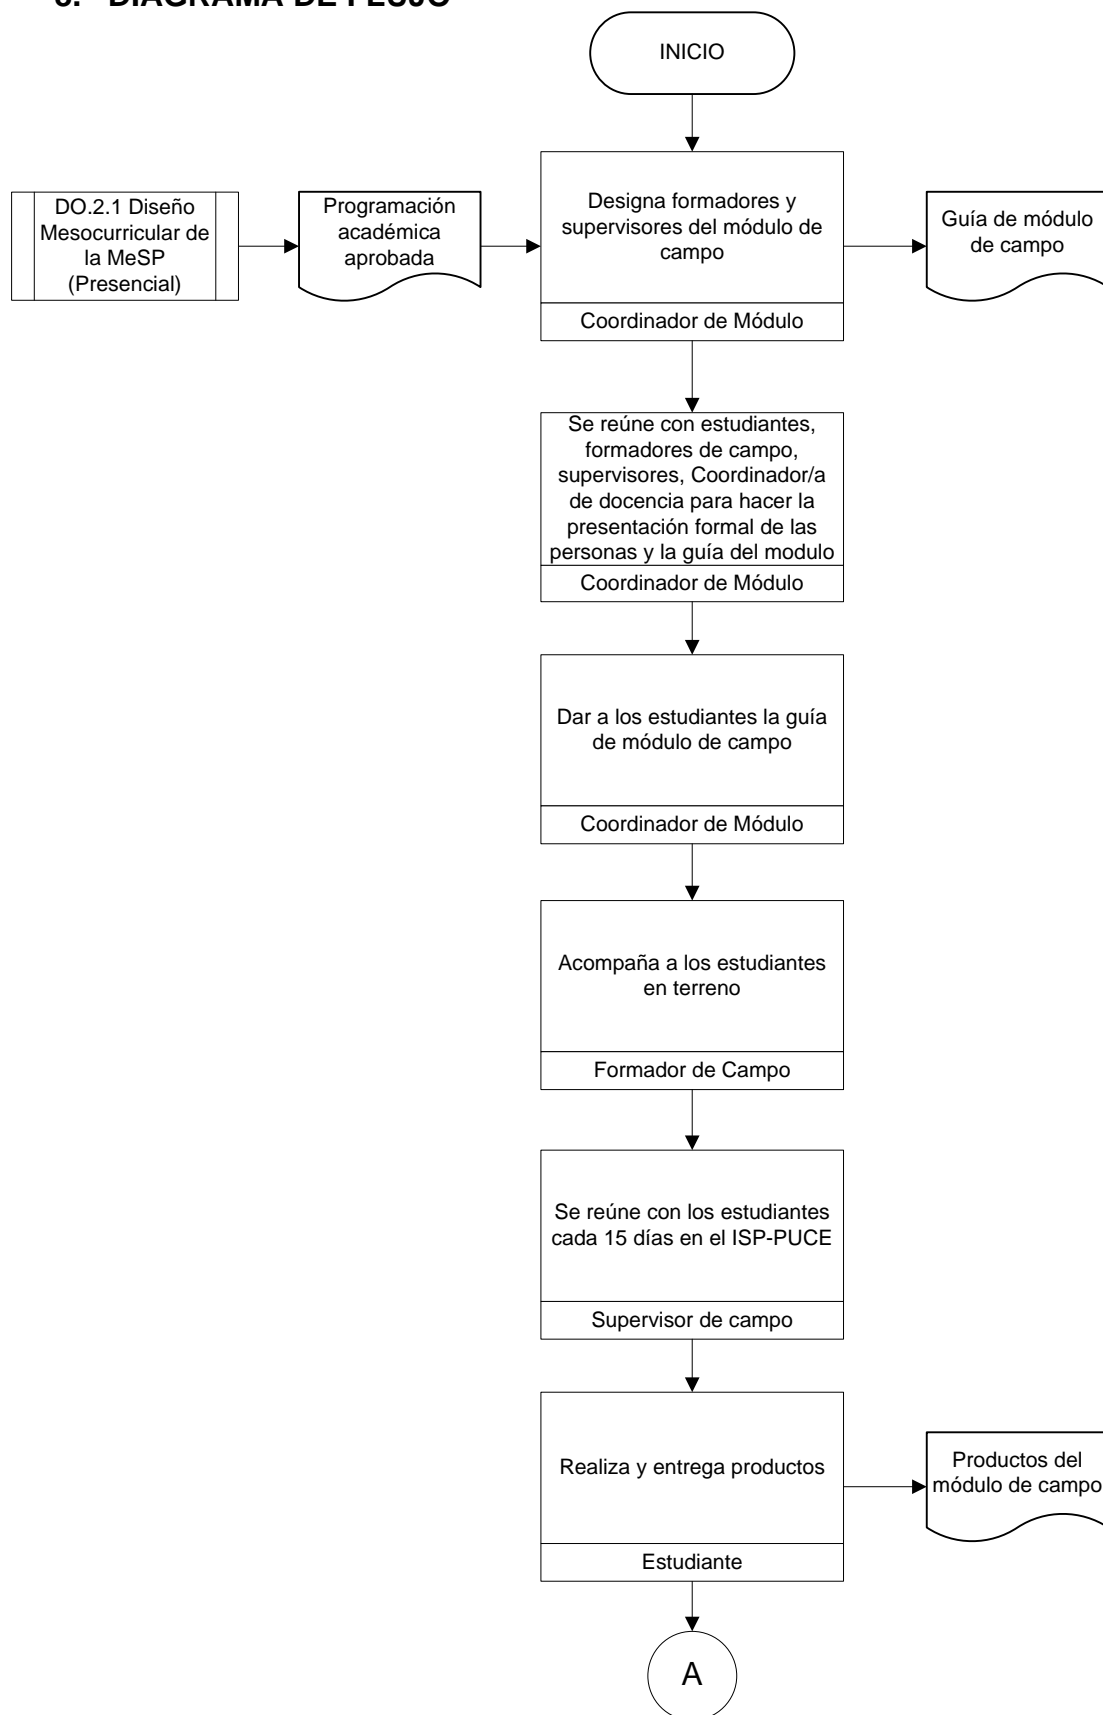 INICIO
DO.2.1 Diseño
Mesocurricular de
la MeSP
(Presencial)
Programación
académica
aprobada
Designa formadores y
supervisores del módulo de
campo
Coordinador de Módulo
Guía de módulo
de campo
Se reúne con estudiantes,
formadores de campo,
supervisores, Coordinador/a
de docencia para hacer la
presentación formal de las
personas y la guía del modulo
Coordinador de Módulo
Dar a los estudiantes la guía
de módulo de campo
Coordinador de Módulo
Acompaña a los estudiantes
en terreno
Formador de Campo
Se reúne con los estudiantes
cada 15 días en el ISP-PUCE
Supervisor de campo
Realiza y entrega productos
Estudiante
Productos del
módulo de campo
A